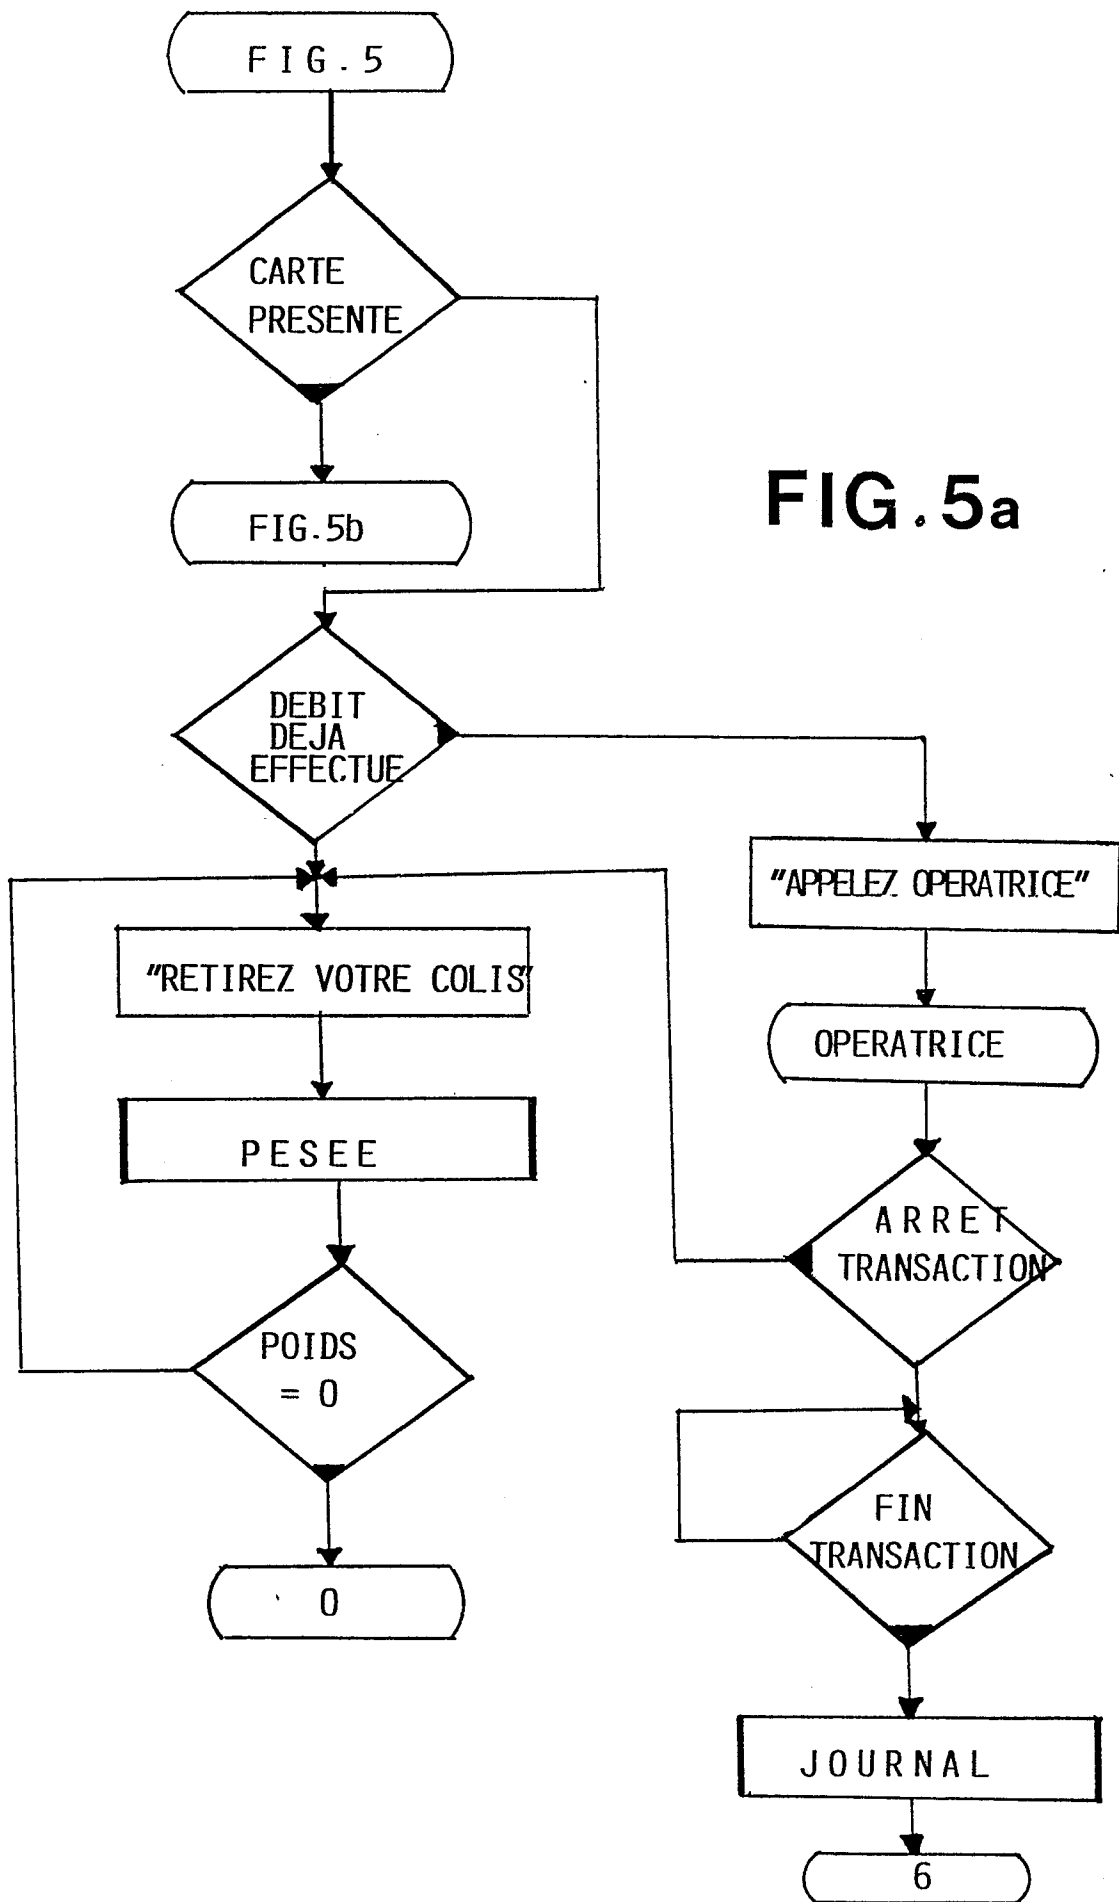 FIG. 5
CARTE
PRESENTE
FIG. 5a
FIG.5b
DEBIT
DEJA
EFFECTUE
"APPELEZ OPERATRICE"
"RETIREZ VOTRE COLIS"
OPERATRICE
PESEE
ARRET
TRANSACTION
POIDS
= 0
FIN
TRANSACTION
0
JOURNAL
6